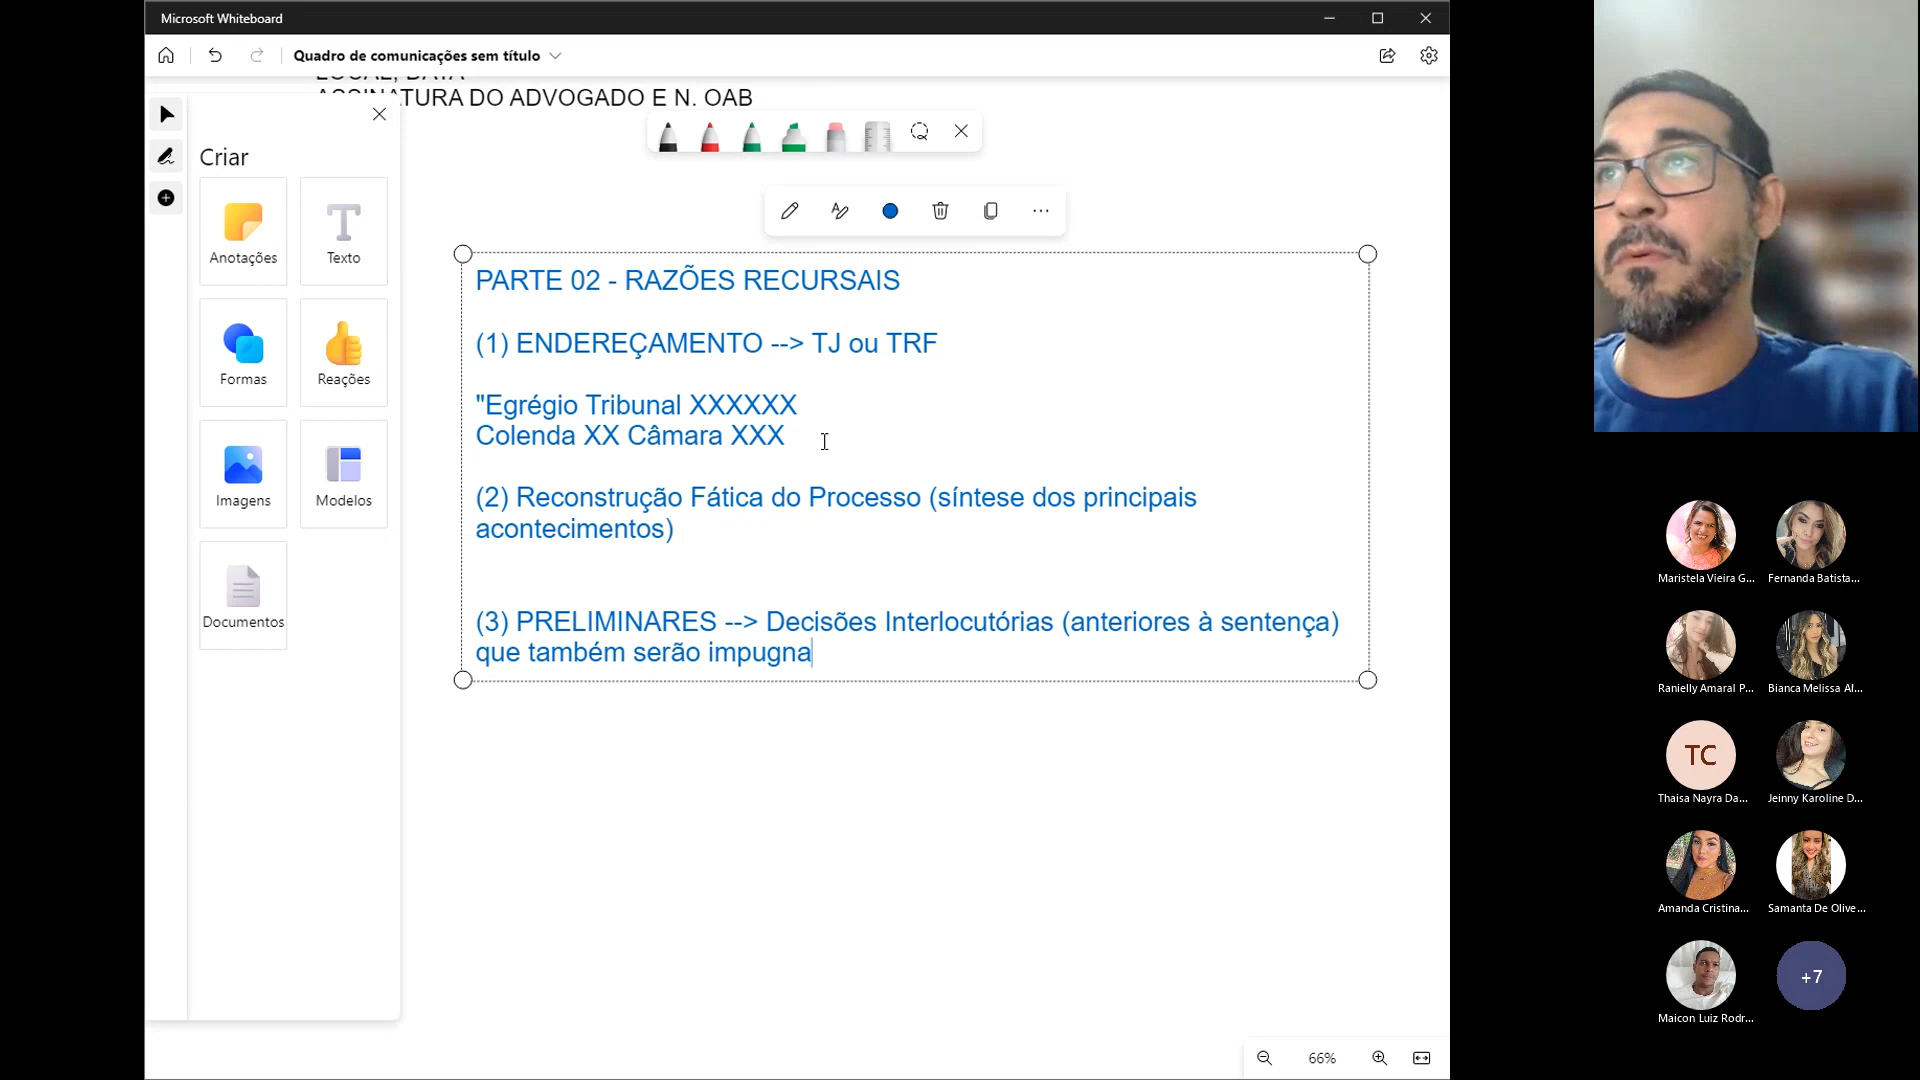 Microsoft Whiteboard
Quadro de comunicações sem título
LOCAL, DATA
ASSINATURA DO ADVOGADO E N. OAB
Criar
Anotações
Texto
Formas
Reações
Imagens
Modelos
Documentos
PARTE 02 - RAZÕES RECURSAIS
(1) ENDEREÇAMENTO --> TJ ou TRF
"Egrégio Tribunal XXXXXX
Colenda XX Câmara XXX
(2) Reconstrução Fática do Processo (síntese dos principais
acontecimentos)
(3) PRELIMINARES --> Decisões Interlocutórias (anteriores à sentença)
que também serão impugna
66%
Maristela Vieira G...
Fernanda Batista...
Ranielly Amaral P...
Bianca Melissa Al...
TC
Thaisa Nayra Da...
Jeinny Karoline D...
Amanda Cristina...
Samanta De Olive...
Maicon Luiz Rodr...
+7